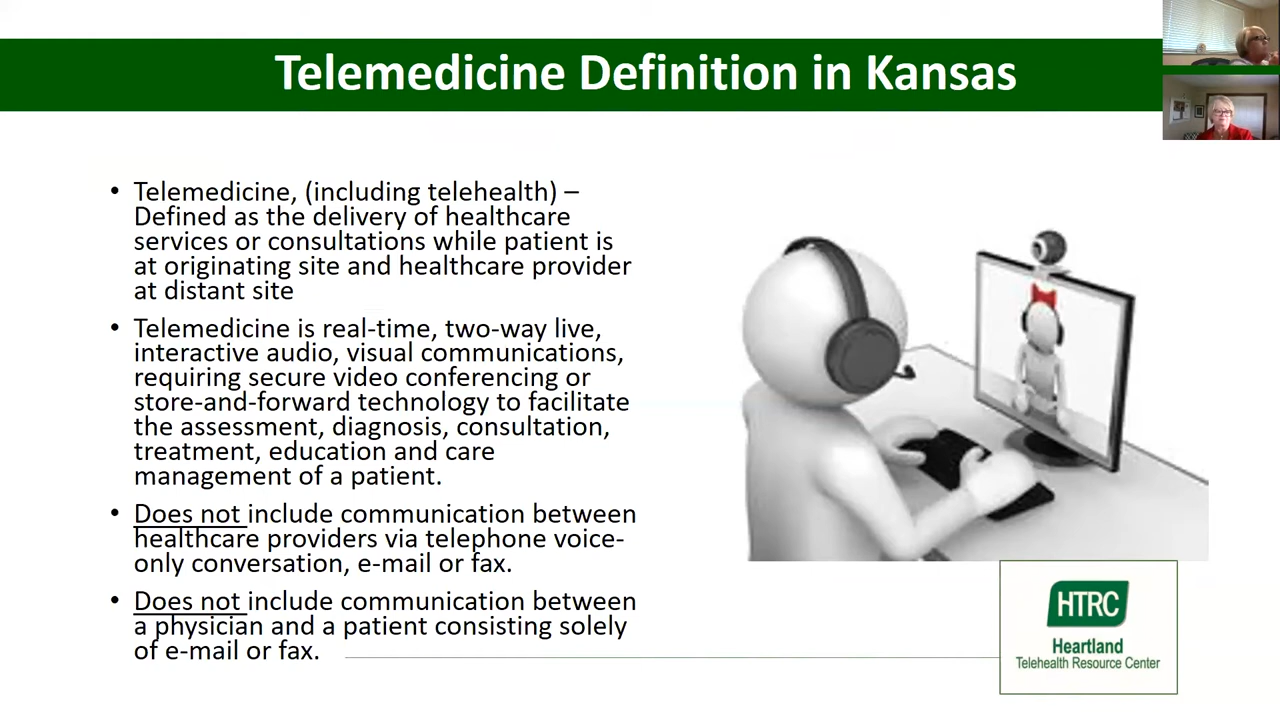 Telemedicine Definition in Kansas
• Telemedicine, (including telehealth) –
Defined as the delivery of healthcare
services or consultations while patient is
at originating site and healthcare provider
at distant site
• Telemedicine is real-time, two-way live,
interactive audio, visual communications,
requiring secure video conferencing or
store-and-forward technology to facilitate
the assessment, diagnosis, consultation,
treatment, education and care
management of a patient.
• Does not include communication between
healthcare providers via telephone voice-
only conversation, e-mail or fax.
• Does not include communication between
a physician and a patient consisting solely
of e-mail or fax.
HTRC
Heartland
Telehealth Resource Center